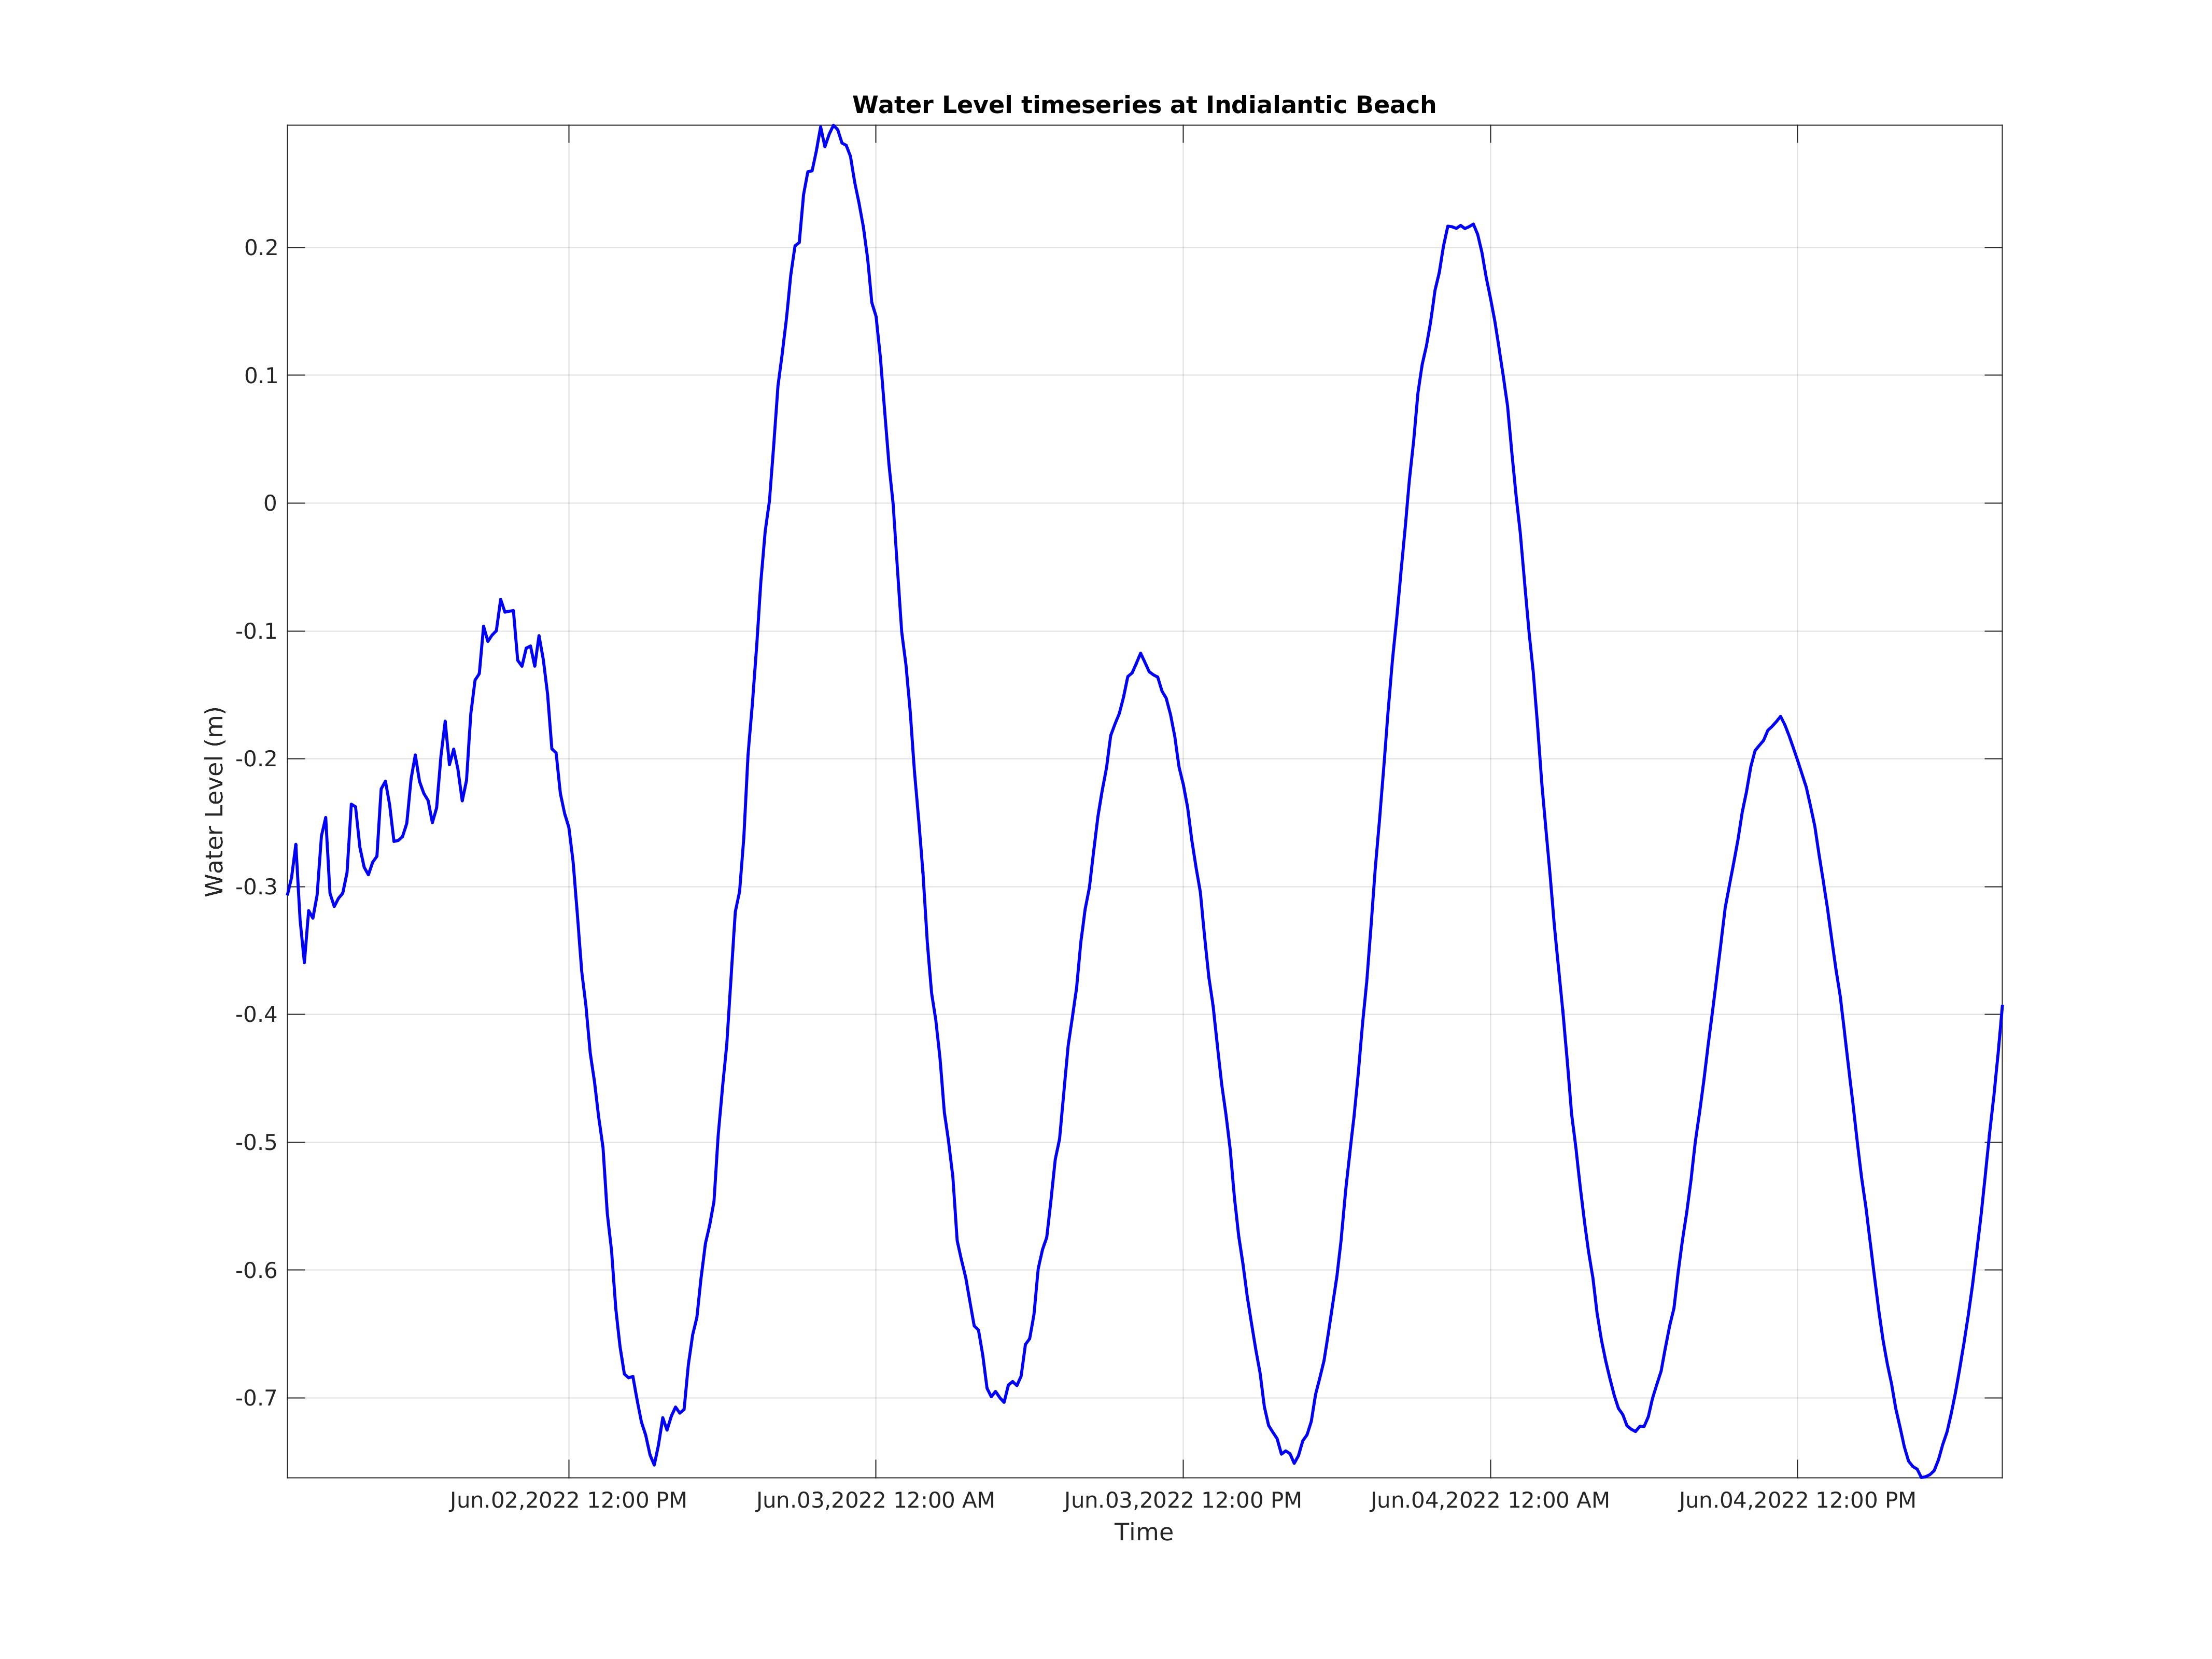 Water Level timeseries at Indialantic Beach
0.2
0.1
0
-0.1
-0.2
-0.3
-0.4
-0.5
-0.6
-0.7
Water Level (m)
Jun.02,2022 12:00 PM
Jun.03,2022 12:00 AM
Jun.03,2022 12:00 PM
Jun.04,2022 12:00 AM
Jun.04,2022 12:00 PM
Time